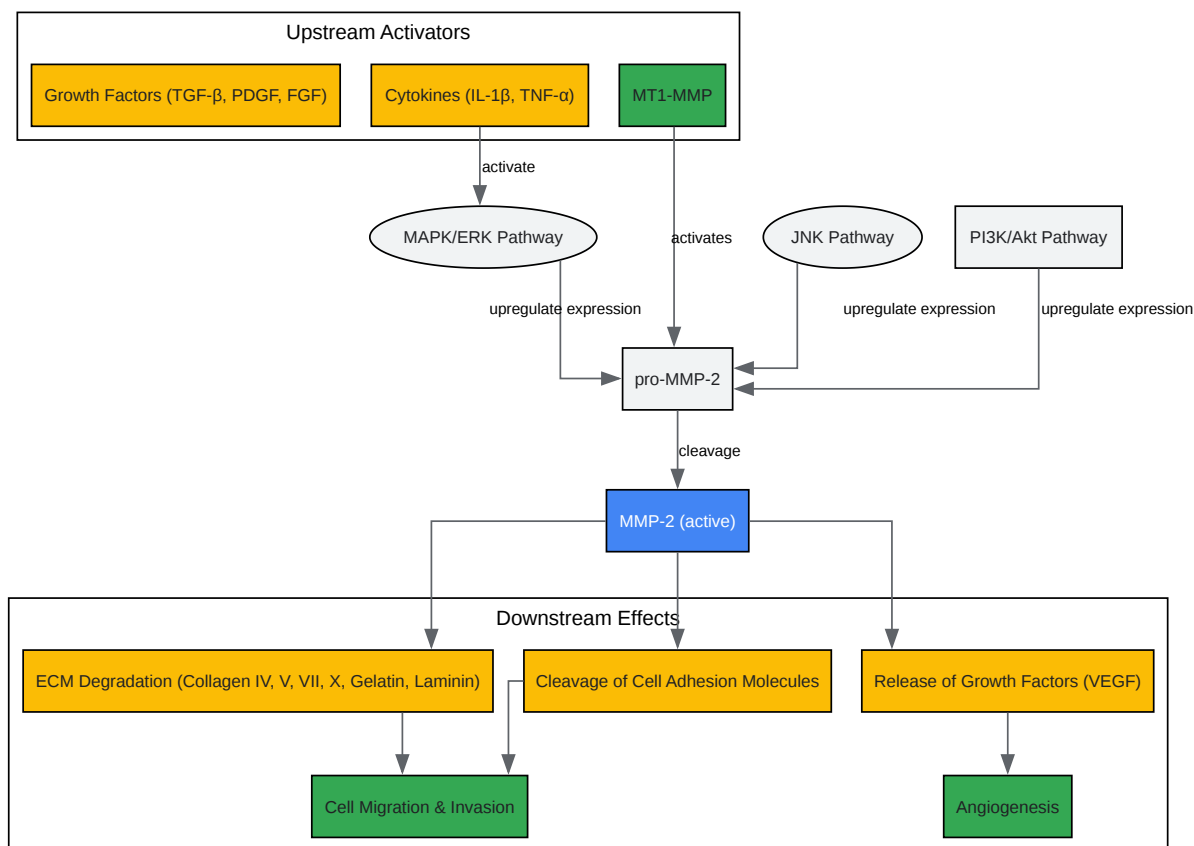 Upstream Activators
Growth Factors (TGF-β, PDGF, FGF)
Cytokines (IL-1β, TNF-α)
MT1-MMP
activate
MAPK/ERK Pathway
activates
JNK Pathway
PI3K/Akt Pathway
upregulate expression
upregulate expression
upregulate expression
pro-MMP-2
cleavage
MMP-2 (active)
Downstream Effects
ECM Degradation (Collagen IV, V, VII, X, Gelatin, Laminin)
Cleavage of Cell Adhesion Molecules
Release of Growth Factors (VEGF)
Cell Migration & Invasion
Angiogenesis